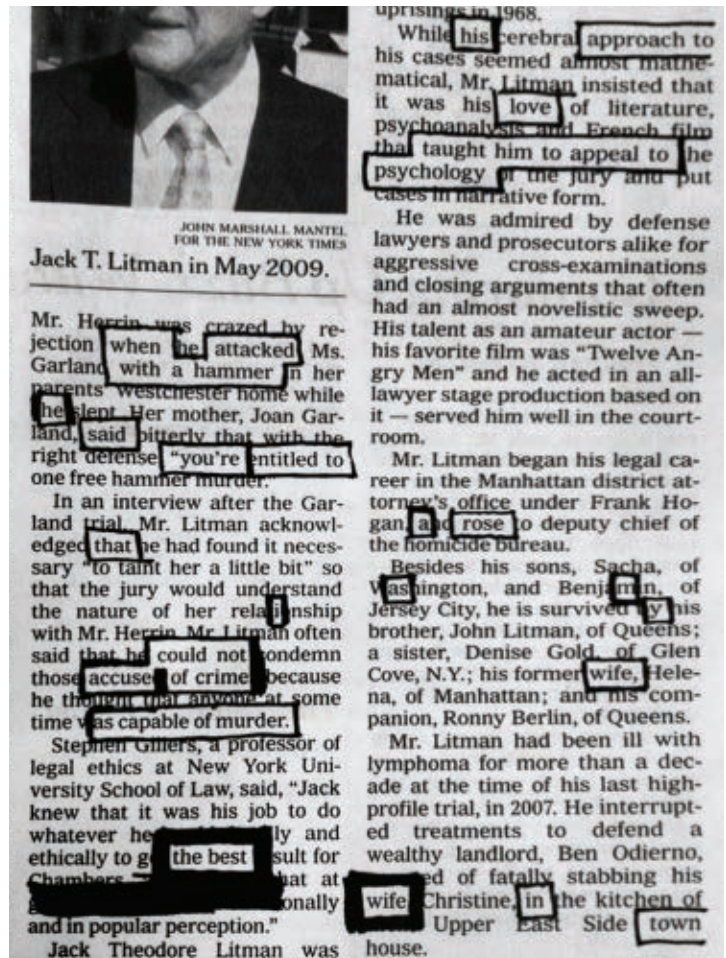 JOHN MARSHALL MANTEL
FOR THE NEW YORK TIMES
Jack T. Litman in May 2009.
Mr. Herrin was crazed by re-
jection when he attacked Ms.
Garland with a hammer in her
parents' Westchester home while
he slept. Her mother, Joan Gar-
land, said bitterly that with the
right defense "you're entitled to
one free hammer murder."
In an interview after the Gar-
land trial, Mr. Litman acknowl-
edged that he had found it neces-
sary "to taint her a little bit" so
that the jury would understand
the nature of her relationship
with Mr. Herrin. Mr. Litman often
said that he could not condemn
those accused of crime because
he thought that anyone at some
time was capable of murder.
Stephen Gillers, a professor of
legal ethics at New York Uni-
versity School of Law, said, "Jack
knew that it was his job to do
whatever he ly and
ethically to ge the best sult for
Chambers, hat at
onally
and in popular perception."
Jack Theodore Litman was
uprisings in 1968.
While his cerebral approach to
his cases seemed almost mathe-
matical, Mr. Litman insisted that
it was his love of literature,
psychoanalysis and French film
that taught him to appeal to the
psychology of the jury and put
cases in narrative form.
He was admired by defense
lawyers and prosecutors alike for
aggressive cross-examinations
and closing arguments that often
had an almost novelistic sweep.
His talent as an amateur actor —
his favorite film was "Twelve An-
gry Men" and he acted in an all-
lawyer stage production based on
it — served him well in the court-
room.
Mr. Litman began his legal ca-
reer in the Manhattan district at-
torney's office under Frank Ho-
gan, and rose to deputy chief of
the homicide bureau.
Besides his sons, Sacha, of
Washington, and Benjamin, of
Jersey City, he is survived by his
brother, John Litman, of Queens;
a sister, Denise Gold, of Glen
Cove, N.Y.; his former wife, Hele-
na, of Manhattan; and his com-
panion, Ronny Berlin, of Queens.
Mr. Litman had been ill with
lymphoma for more than a dec-
ade at the time of his last high-
profile trial, in 2007. He interrupt-
ed treatments to defend a
wealthy landlord, Ben Odierno,
ed of fatally stabbing his
wife, Christine, in the kitchen of
Upper East Side town
house.